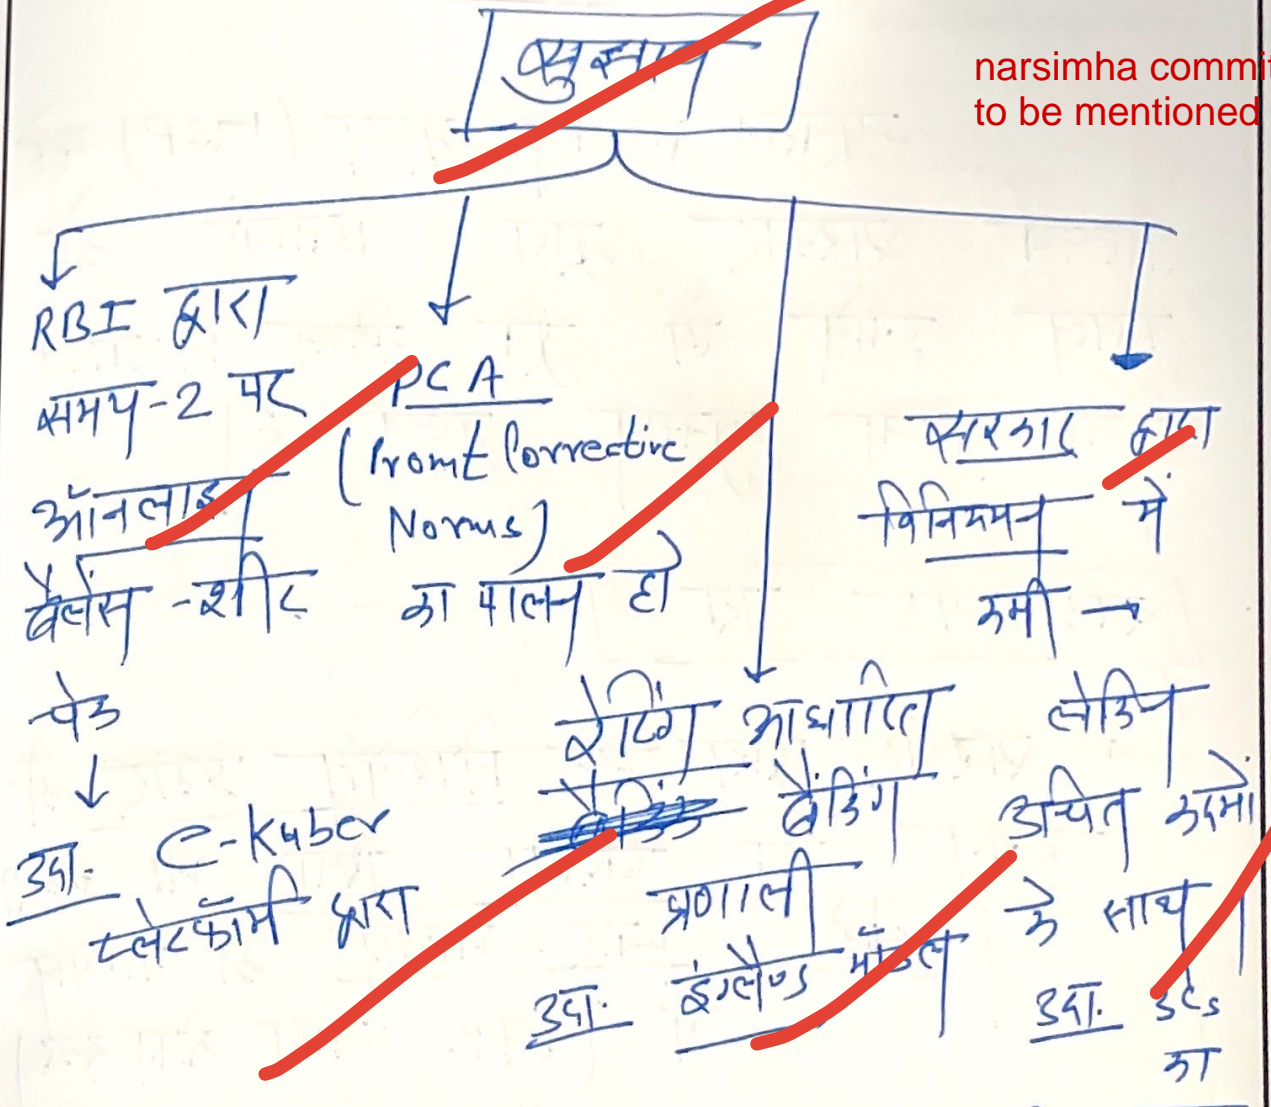 सुझाव
narsimha commit
to be mentioned
RBI द्वारा
समय-2 पर
ऑनलाइन
बैलेंस -शीट
चेक
उदा. e-Kuber
प्लेटफॉर्म द्वारा
PCA
(Promt Corrective
Norms)
का पालन हो
रेटिंग आधारित
बैंकिंग
प्रणाली
उदा. इंग्लैण्ड मॉडल
सरकार द्वारा
विनियमन में
कमी →
लेकिन
उचित कदमों
के साथ
उदा.
का